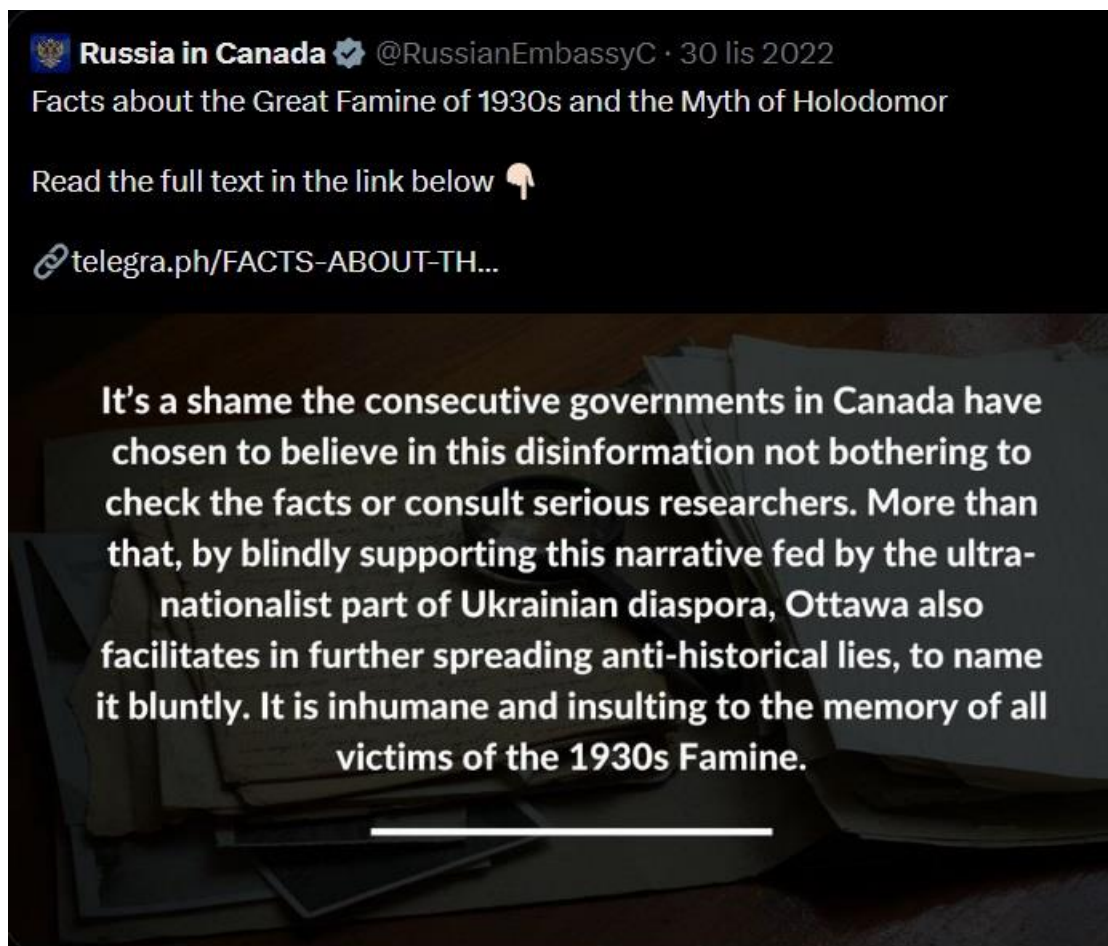 Russia in Canada @RussianEmbassyC · 30 lis 2022
Facts about the Great Famine of 1930s and the Myth of Holodomor
Read the full text in the link below 👇🏻
🔗telegra.ph/FACTS-ABOUT-TH...
It's a shame the consecutive governments in Canada have
chosen to believe in this disinformation not bothering to
check the facts or consult serious researchers. More than
that, by blindly supporting this narrative fed by the ultra-
nationalist part of Ukrainian diaspora, Ottawa also
facilitates in further spreading anti-historical lies, to name
it bluntly. It is inhumane and insulting to the memory of all
victims of the 1930s Famine.